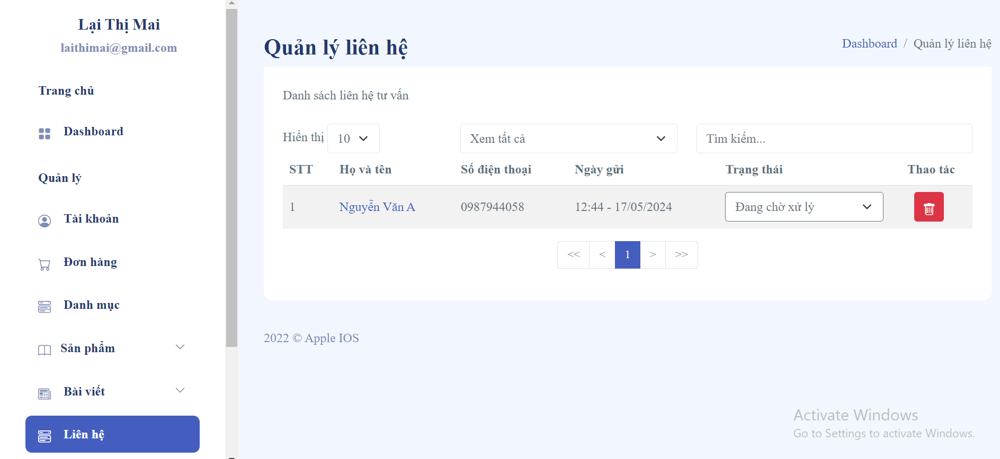 Lại Thị Mai
laithimai@gmail.com
Trang chủ
Dashboard
Quản lý
Tài khoản
Đơn hàng
Danh mục
Sản phẩm
Bài viết
Liên hệ
Quản lý liên hệ
Dashboard / Quản lý liên hệ
Danh sách liên hệ tư vấn
Hiển thị 10 Xem tất cả Tìm kiếm...
STT Họ và tên Số điện thoại Ngày gửi Trạng thái Thao tác
1 Nguyễn Văn A 0987944058 12:44 - 17/05/2024 Đang chờ xử lý
<< < 1 > >>
2022 © Apple IOS
Activate Windows
Go to Settings to activate Windows.